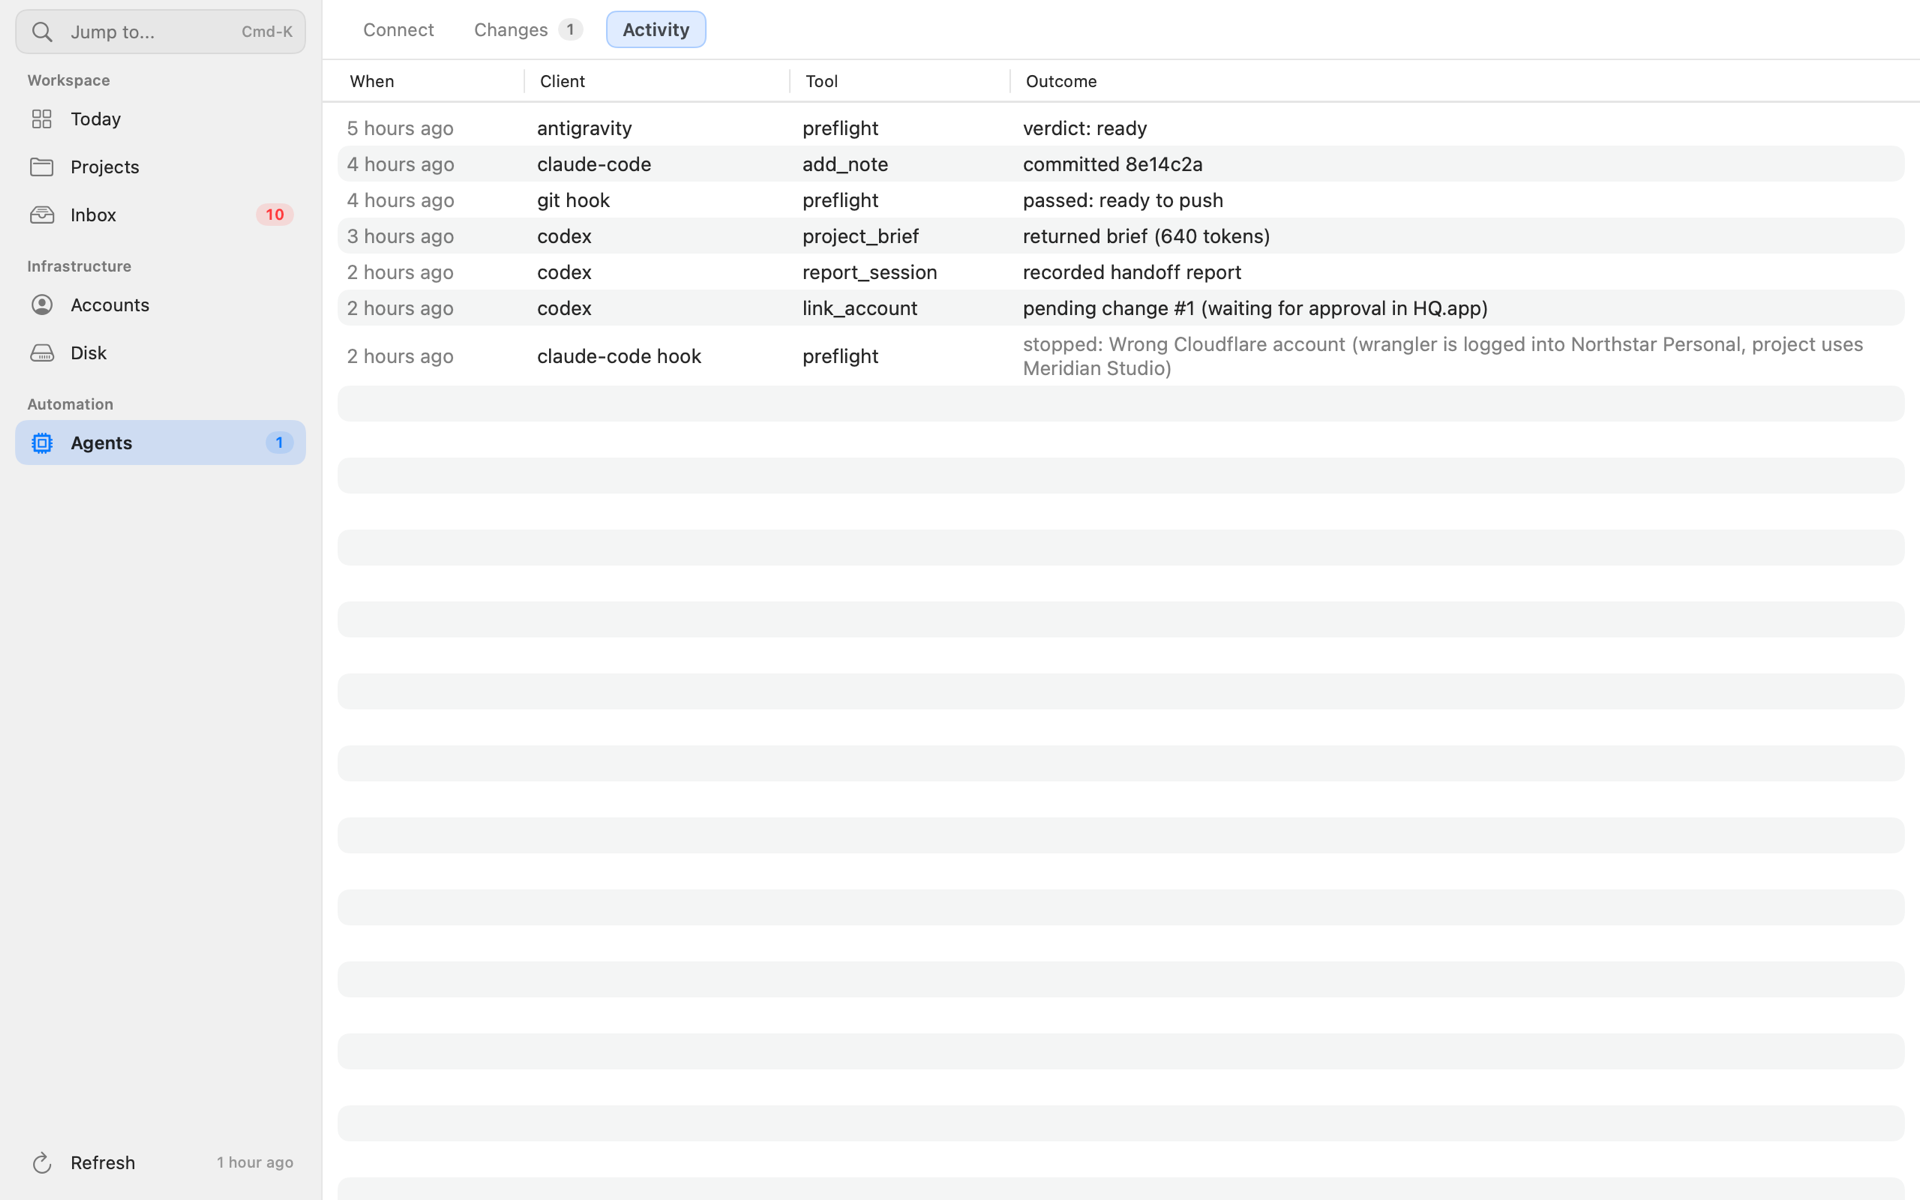 Jump to... Cmd-K
Workspace
Today
Projects
Inbox 10
Infrastructure
Accounts
Disk
Automation
Agents 1
Refresh 1 hour ago
Connect Changes 1 Activity
When Client Tool Outcome
5 hours ago antigravity preflight verdict: ready
4 hours ago claude-code add_note committed 8e14c2a
4 hours ago git hook preflight passed: ready to push
3 hours ago codex project_brief returned brief (640 tokens)
2 hours ago codex report_session recorded handoff report
2 hours ago codex link_account pending change #1 (waiting for approval in HQ.app)
2 hours ago claude-code hook preflight stopped: Wrong Cloudflare account (wrangler is logged into Northstar Personal, project uses
Meridian Studio)